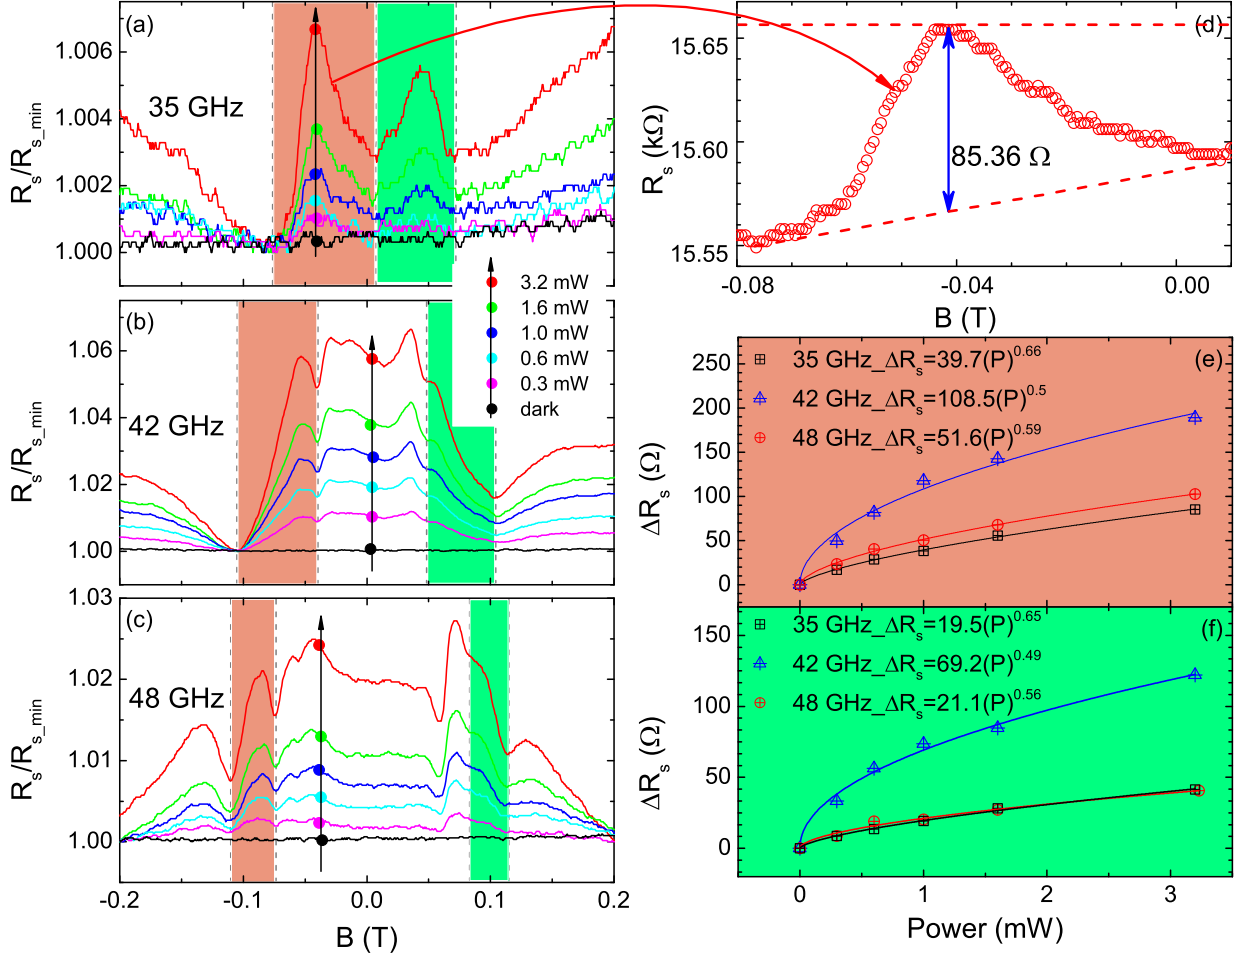 (a)
35 GHz
R_s/R_s_min
1.006
1.004
1.002
1.000
3.2 mW
1.6 mW
1.0 mW
0.6 mW
0.3 mW
dark
(b)
42 GHz
R_s/R_s_min
1.06
1.04
1.02
1.00
(c)
48 GHz
R_s/R_s_min
1.03
1.02
1.01
1.00
-0.2 -0.1 0.0 0.1 0.2
B (T)
(d)
R_s (kΩ)
15.65
15.60
15.55
85.36 Ω
-0.08 -0.04 0.00
B (T)
(e)
35 GHz_ΔR_s=39.7(P)^0.66
42 GHz_ΔR_s=108.5(P)^0.5
48 GHz_ΔR_s=51.6(P)^0.59
ΔR_s (Ω)
250
200
150
100
50
0
(f)
35 GHz_ΔR_s=19.5(P)^0.65
42 GHz_ΔR_s=69.2(P)^0.49
48 GHz_ΔR_s=21.1(P)^0.56
ΔR_s (Ω)
150
100
50
0
0 1 2 3
Power (mW)